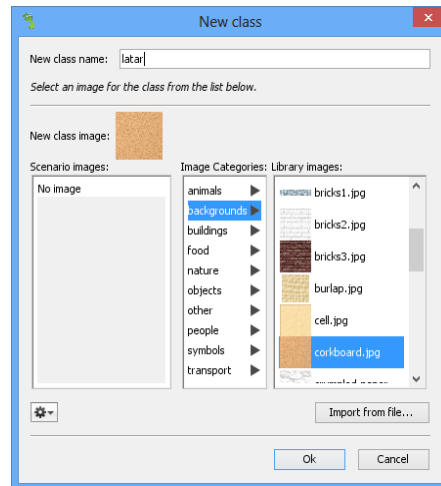 New class
New class name: latar
Select an image for the class from the list below.
New class image:
Scenario images:
No image
Image Categories:
animals
backgrounds
buildings
food
nature
objects
other
people
symbols
transport
Library images:
bricks1.jpg
bricks2.jpg
bricks3.jpg
burlap.jpg
cell.jpg
corkboard.jpg
Import from file...
Ok
Cancel